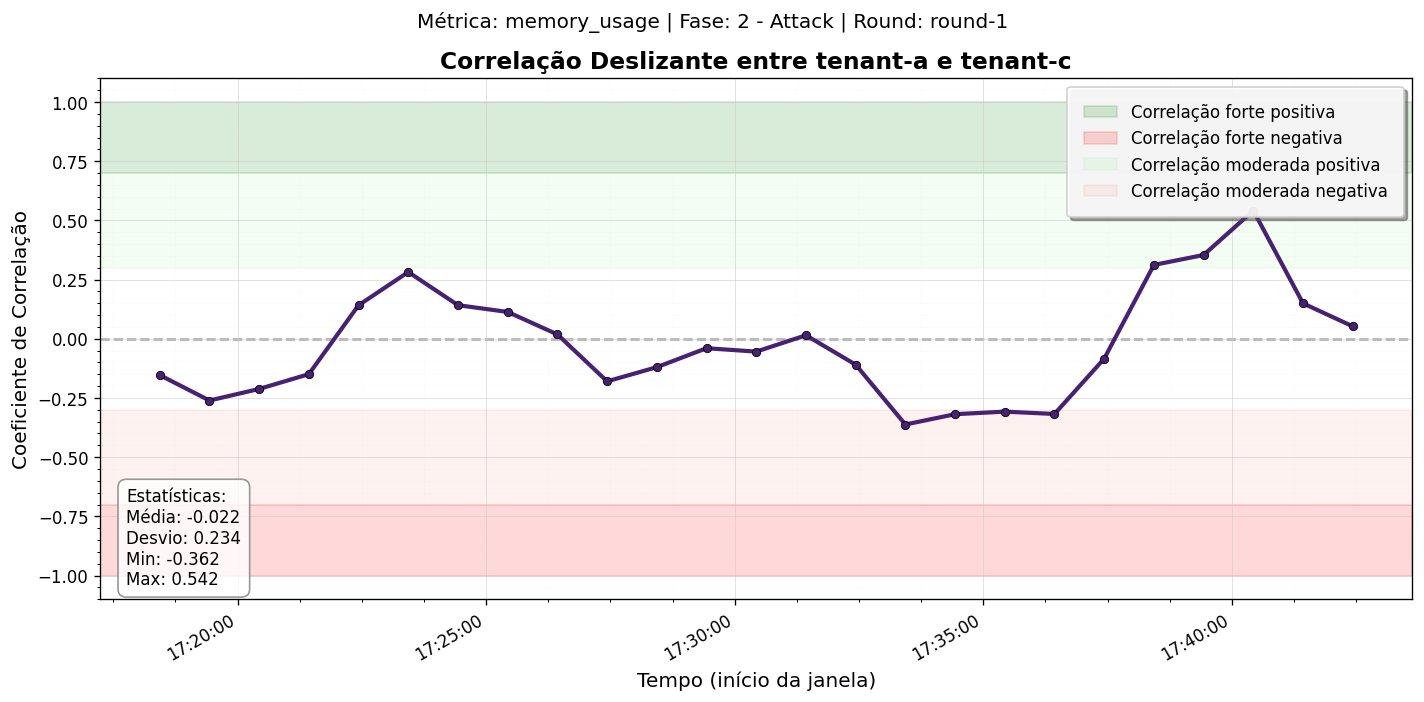 Métrica: memory_usage | Fase: 2 - Attack | Round: round-1
Correlação Deslizante entre tenant-a e tenant-c
Coeficiente de Correlação
1.00
0.75
0.50
0.25
0.00
−0.25
−0.50
−0.75
−1.00
Correlação forte positiva
Correlação forte negativa
Correlação moderada positiva
Correlação moderada negativa
Estatísticas:
Média: -0.022
Desvio: 0.234
Min: -0.362
Max: 0.542
17:20:00
17:25:00
17:30:00
17:35:00
17:40:00
Tempo (início da janela)